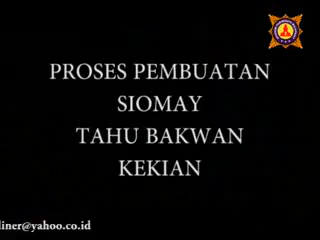 PROSES PEMBUATAN
SIOMAY
TAHU BAKWAN
KEKIAN
liner@yahoo.co.id